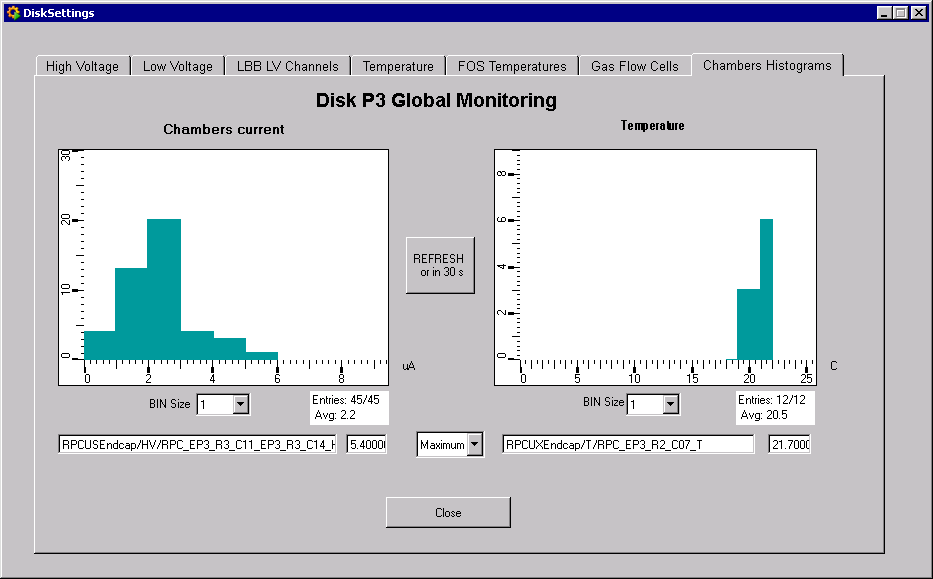 DiskSettings
High Voltage
Low Voltage
LBB LV Channels
Temperature
FOS Temperatures
Gas Flow Cells
Chambers Histograms
Disk P3 Global Monitoring
Chambers current
Temperature
30
20
10
0
0 2 4 6 8
uA
8
6
4
2
0
0 5 10 15 20 25
C
REFRESH
or in 30 s
BIN Size 1
Entries: 45/45
Avg: 2.2
BIN Size 1
Entries: 12/12
Avg: 20.5
RPCUSEndcap/HV/RPC_EP3_R3_C11_EP3_R3_C14_
5.4000
Maximum
RPCUXEndcap/T/RPC_EP3_R2_C07_T
21.700
Close